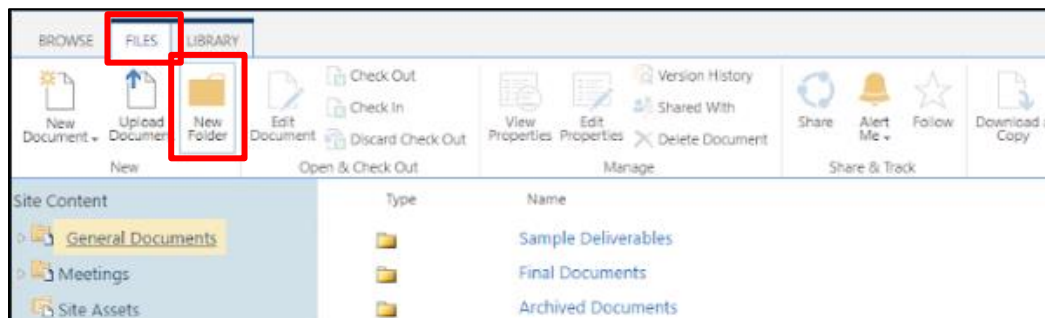 BROWSE FILES LIBRARY
New Document
Upload Document
New Folder
New
Edit Document
Check Out
Check In
Discard Check Out
Open & Check Out
View Properties
Edit Properties
Version History
Shared With
Delete Document
Manage
Share
Alert Me
Follow
Share & Track
Download a Copy
Site Content
Type Name
General Documents
Sample Deliverables
Meetings
Final Documents
Site Assets
Archived Documents